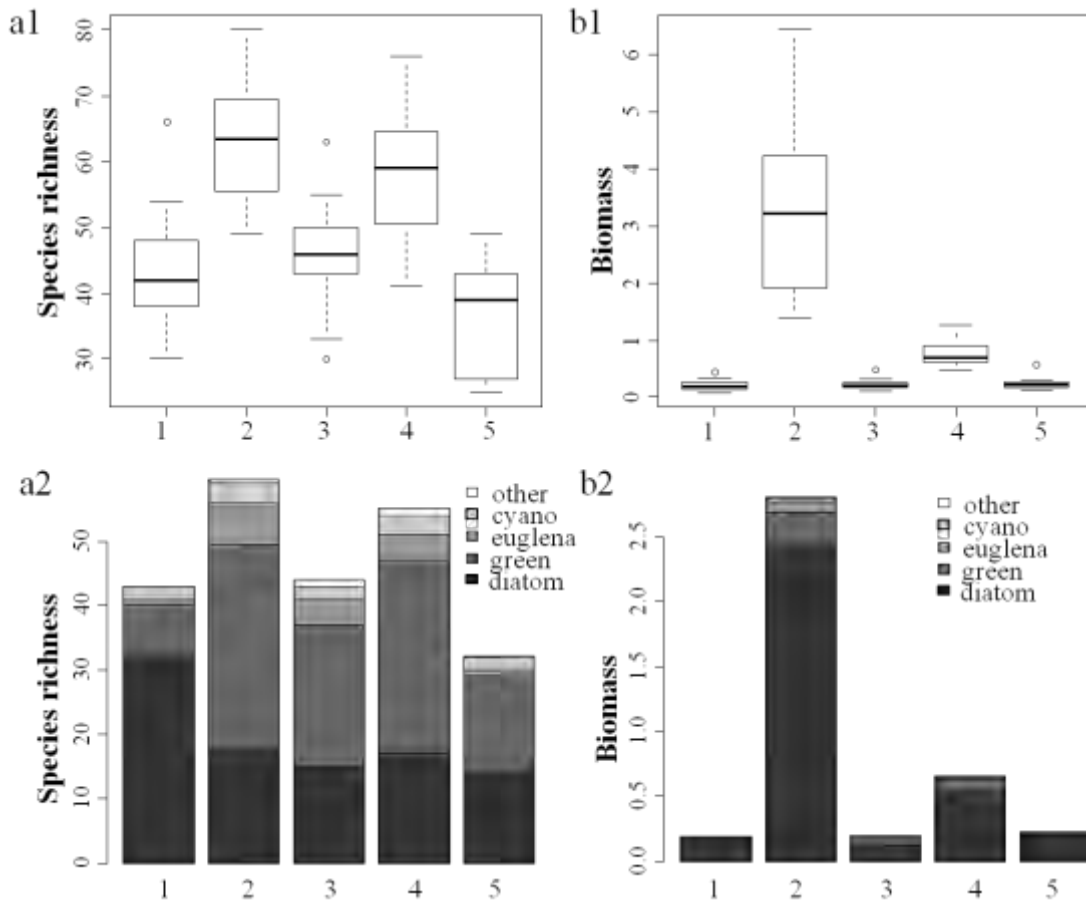 a1
Species richness
80
70
60
50
40
30
1 2 3 4 5
b1
Biomass
6
5
4
3
2
1
0
1 2 3 4 5
a2
Species richness
50
40
30
20
10
0
other
cyano
euglena
green
diatom
1 2 3 4 5
b2
Biomass
2.5
2.0
1.5
1.0
0.5
0.0
other
cyano
euglena
green
diatom
1 2 3 4 5